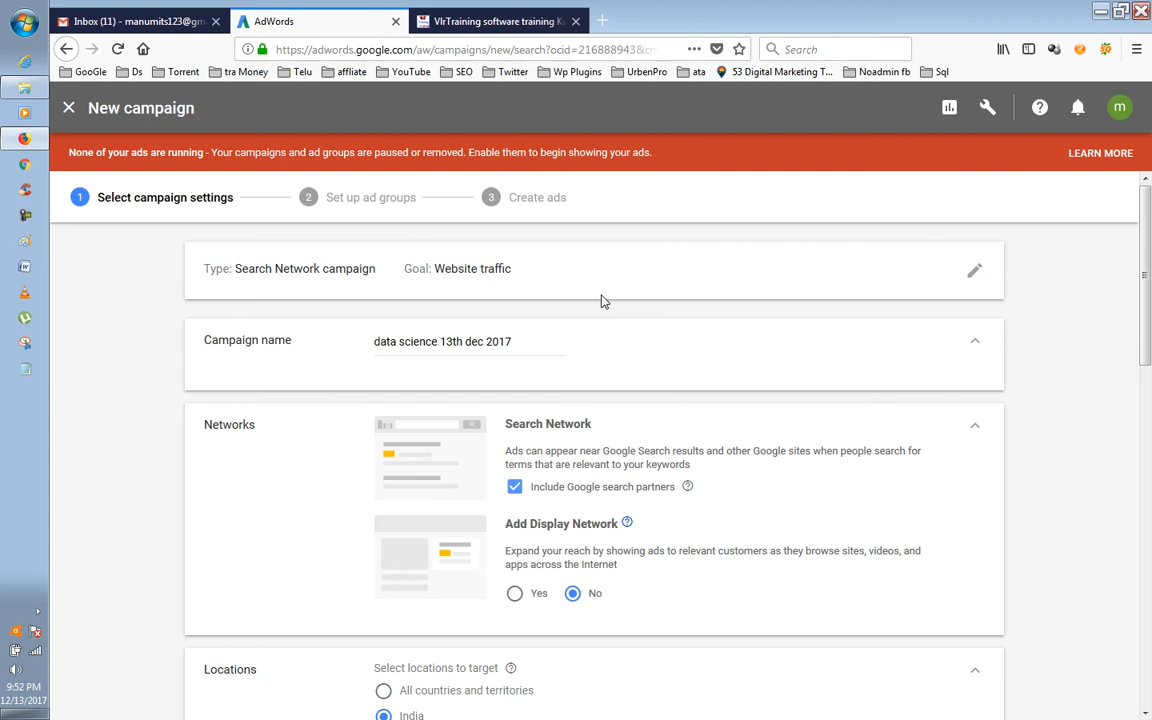 Inbox (11) - manumits123@gm
AdWords
VlrTraining software training Ku
https://adwords.google.com/aw/campaigns/new/search?ocid=216888943&cm
Search
GooGle
Ds
Torrent
tra Money
Telu
affliate
YouTube
SEO
Twitter
Wp Plugins
UrbenPro
ata
53 Digital Marketing T...
Noadmin fb
Sql
New campaign
m
None of your ads are running - Your campaigns and ad groups are paused or removed. Enable them to begin showing your ads.
LEARN MORE
1 Select campaign settings
2 Set up ad groups
3 Create ads
Type: Search Network campaign
Goal: Website traffic
Campaign name
data science 13th dec 2017
Networks
Search Network
Ads can appear near Google Search results and other Google sites when people search for
terms that are relevant to your keywords
Include Google search partners
Add Display Network
Expand your reach by showing ads to relevant customers as they browse sites, videos, and
apps across the Internet
Yes
No
Locations
Select locations to target
All countries and territories
India
9:52 PM
12/13/2017